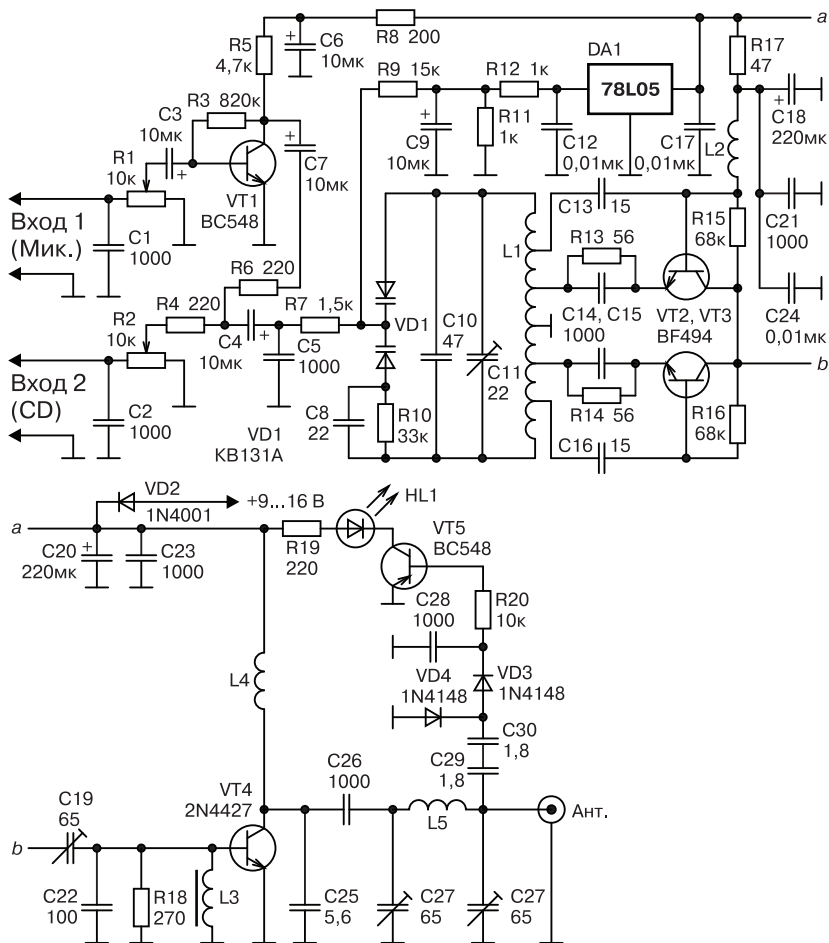 a
R8 200
R5
4,7к
C6
10мк
DA1
R17
47
R9 15к
R12 1к
78L05
C3
10мк
R3 820к
C7
10мк
C9
10мк
R11
1к
C12
0,01мк
C17
0,01мк
L2
C18
220мк
R1
10к
VT1
BC548
C13 15
R15
68к
C21
1000
Вход 1
(Мик.)
C1
1000
L1
R13 56
R6 220
R4 220
R7 1,5к
VD1
C10
47
C14, C15
1000
VT2, VT3
BF494
C24
0,01мк
R2
10к
C4
10мк
C5
1000
C11
22
b
Вход 2
(CD)
C2
1000
C8
22
R10
33к
R14 56
R16
68к
VD1
KB131A
C16 15
VD2
1N4001
+9...16 В
HL1
a
C20
220мк
C23
1000
R19
220
VT5
BC548
C28
1000
R20
10к
L4
VD4
1N4148
VD3
1N4148
C30
1,8
C29
1,8
C26
1000
VT4
2N4427
C19
65
L5
Ант.
b
C22
100
R18
270
L3
C25
5,6
C27
65
C27
65